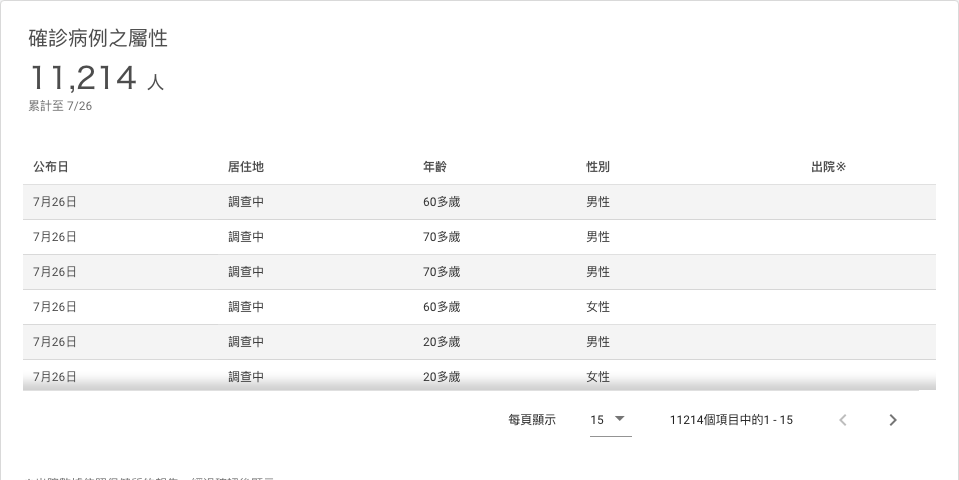 確診病例之屬性
11,214 人
累計至 7/26
公布日 居住地 年齡 性別 出院※
7月26日 調查中 60多歲 男性
7月26日 調查中 70多歲 男性
7月26日 調查中 70多歲 男性
7月26日 調查中 60多歲 女性
7月26日 調查中 20多歲 男性
7月26日 調查中 20多歲 女性
每頁顯示 15 11214個項目中的1 - 15